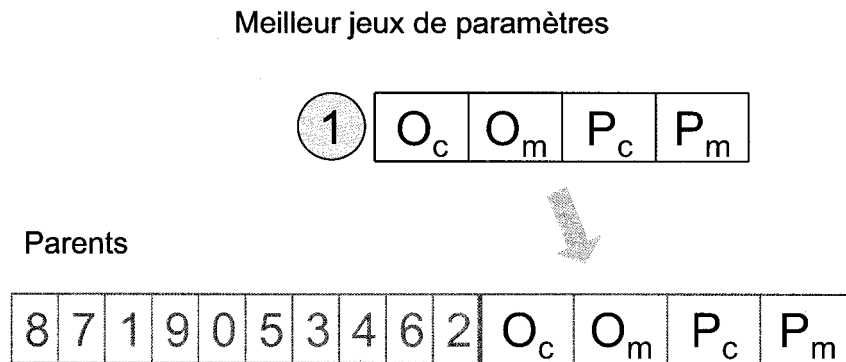 Meilleur jeux de paramètres
1 Oc Om Pc Pm
Parents
8 7 1 9 0 5 3 4 6 2 Oc Om Pc Pm